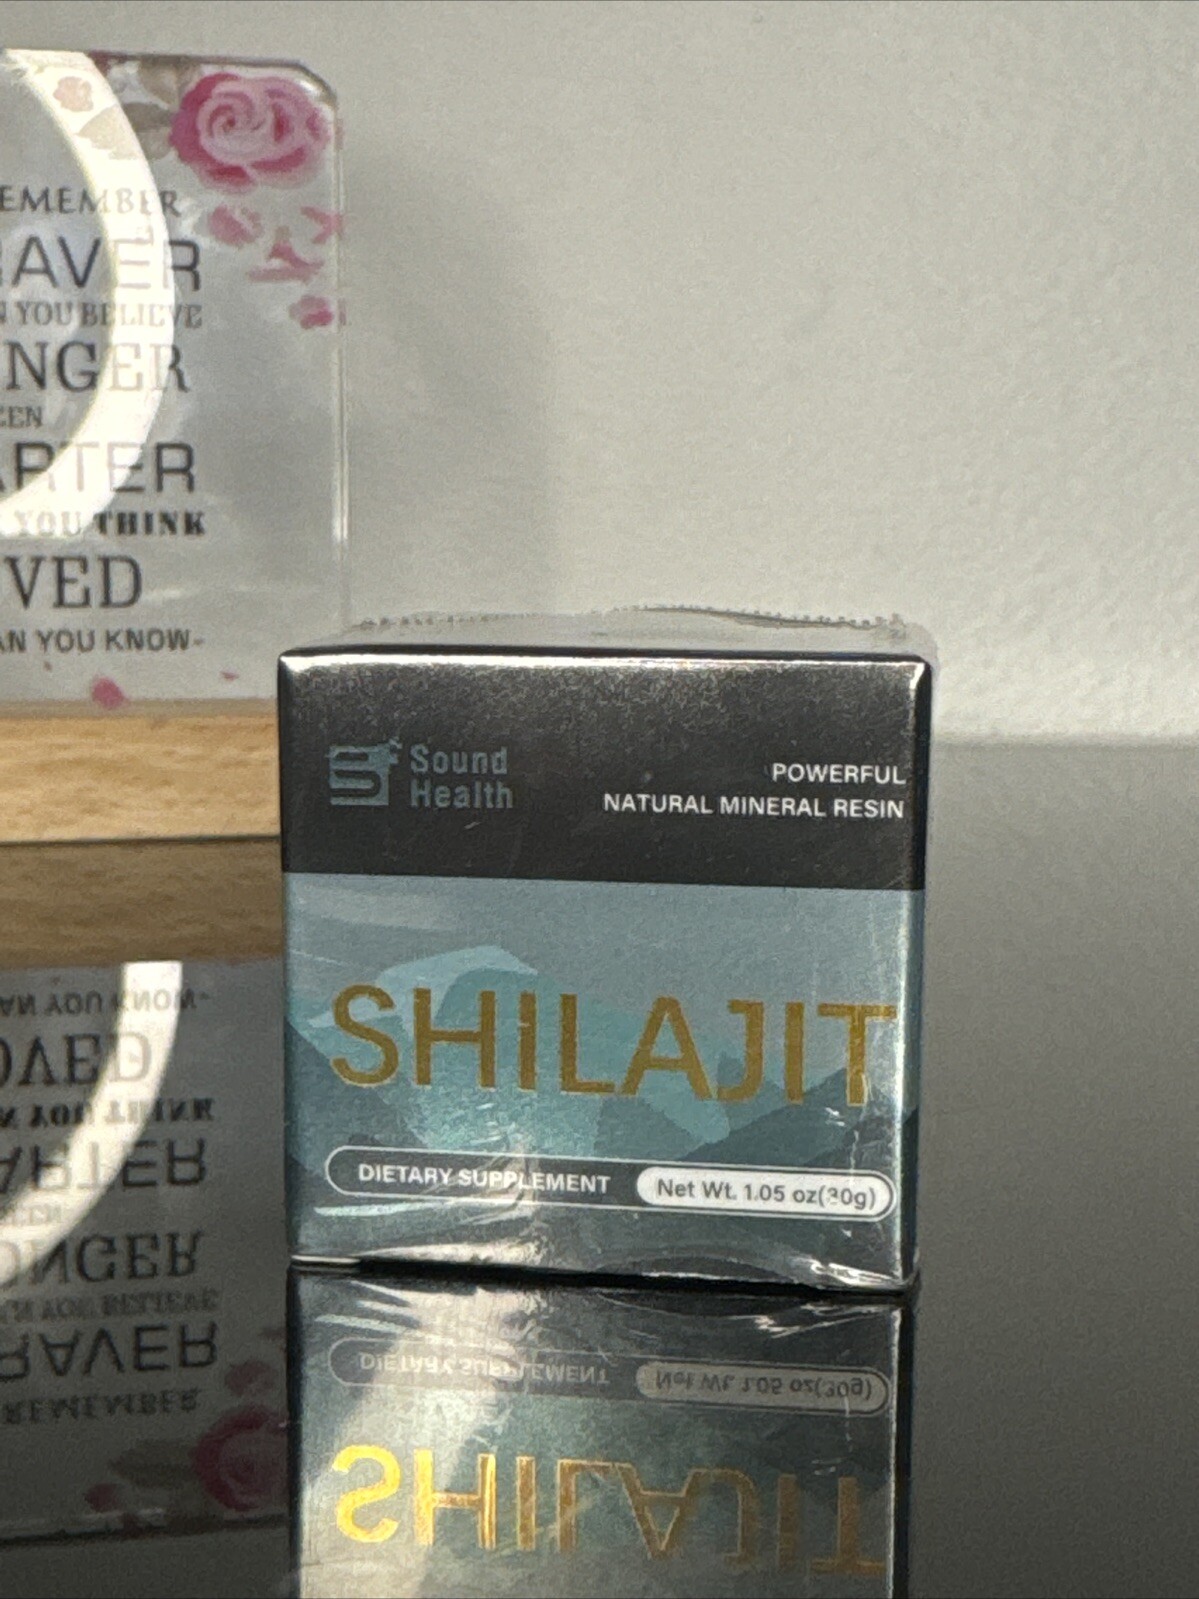 EMEMBER
AVER
N YOU BELIEVE
NGER
EEN
ARTER
YOU THINK
VED
AN YOU KNOW-
Sound
Health
POWERFUL
NATURAL MINERAL RESIN
SHILAJIT
DIETARY SUPPLEMENT
Net Wt. 1.05 oz(30g)